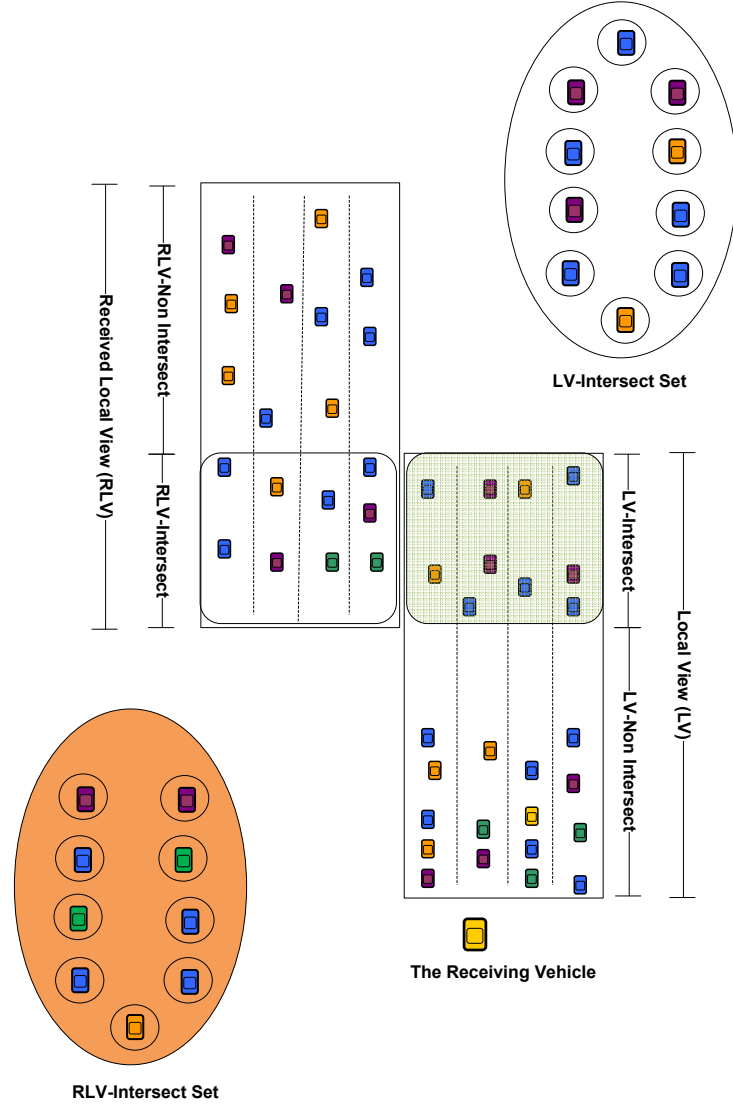 LV-Intersect Set
Received Local View (RLV)
RLV-Non Intersect
RLV-Intersect
LV-Intersect
LV-Non Intersect
Local View (LV)
The Receiving Vehicle
RLV-Intersect Set